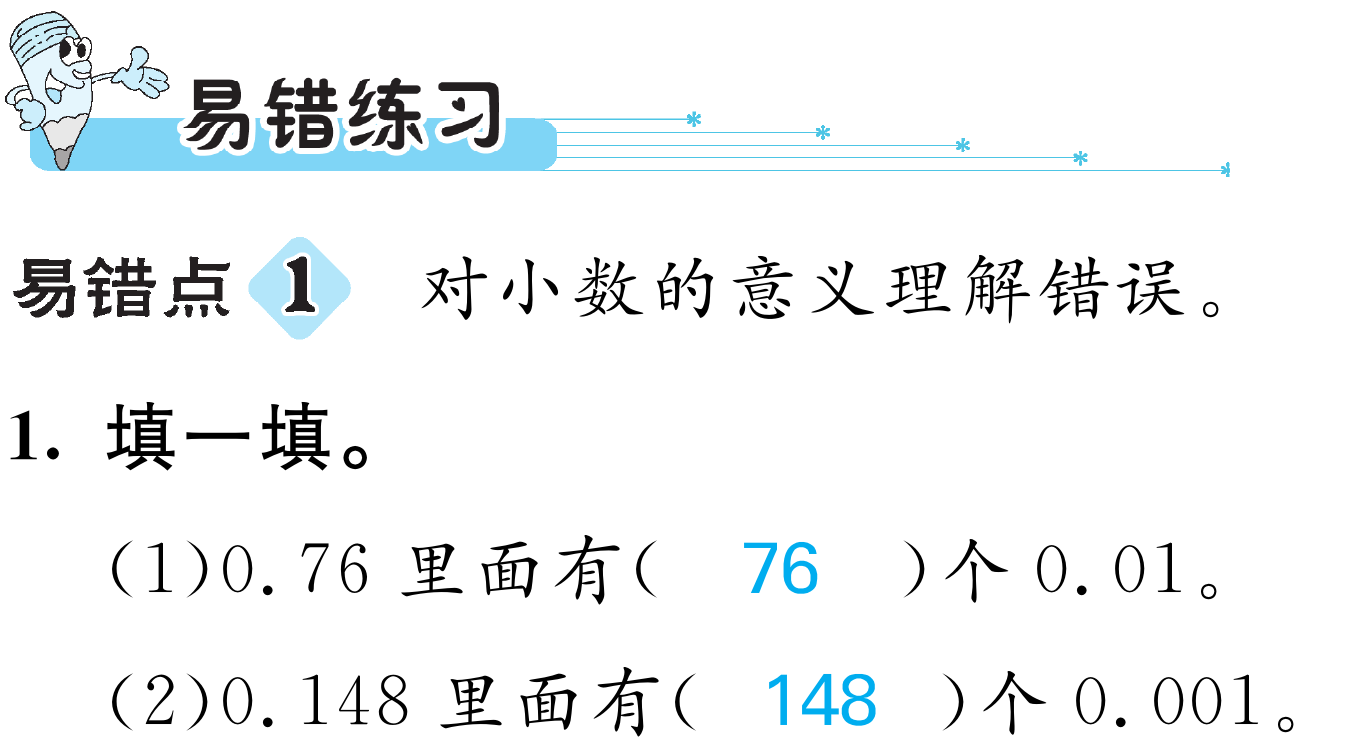 易错练习
易错点 1 对小数的意义理解错误。
1. 填一填。
(1)0.76 里面有( 76 )个 0.01。
(2)0.148 里面有( 148 )个 0.001。